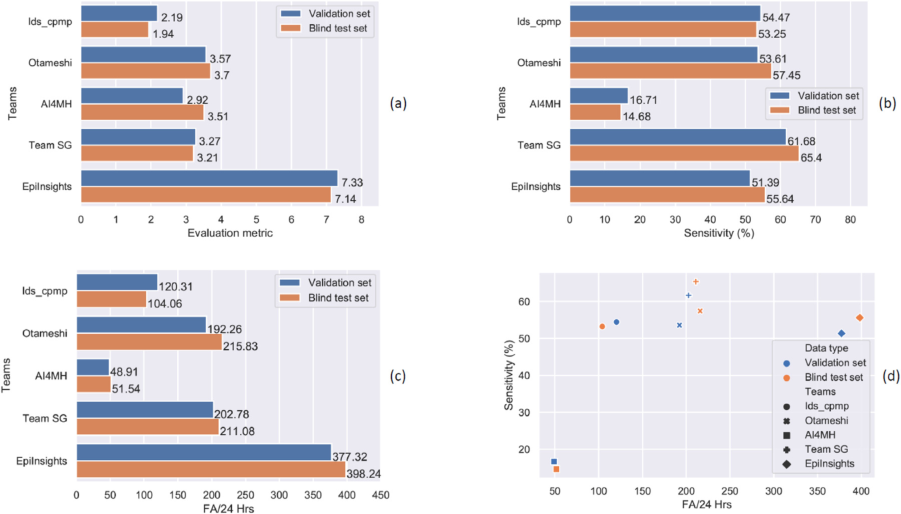 Ids_cpmp
Otameshi
AI4MH
Team SG
EpiInsights
Teams
2.19
1.94
3.57
3.7
2.92
3.51
3.27
3.21
7.33
7.14
Validation set
Blind test set
0 1 2 3 4 5 6 7 8
Evaluation metric
(a)
Ids_cpmp
Otameshi
AI4MH
Team SG
EpiInsights
Teams
54.47
53.25
53.61
57.45
16.71
14.68
61.68
65.4
51.39
55.64
Validation set
Blind test set
0 10 20 30 40 50 60 70 80
Sensitivity (%)
(b)
Ids_cpmp
Otameshi
AI4MH
Team SG
EpiInsights
Teams
120.31
104.06
192.26
215.83
48.91
51.54
202.78
211.08
377.32
398.24
Validation set
Blind test set
0 50 100 150 200 250 300 350 400 450
FA/24 Hrs
(c)
60
50
40
30
20
Sensitivity (%)
Data type
Validation set
Blind test set
Teams
Ids_cpmp
Otameshi
AI4MH
Team SG
EpiInsights
50 100 150 200 250 300 350 400
FA/24 Hrs
(d)